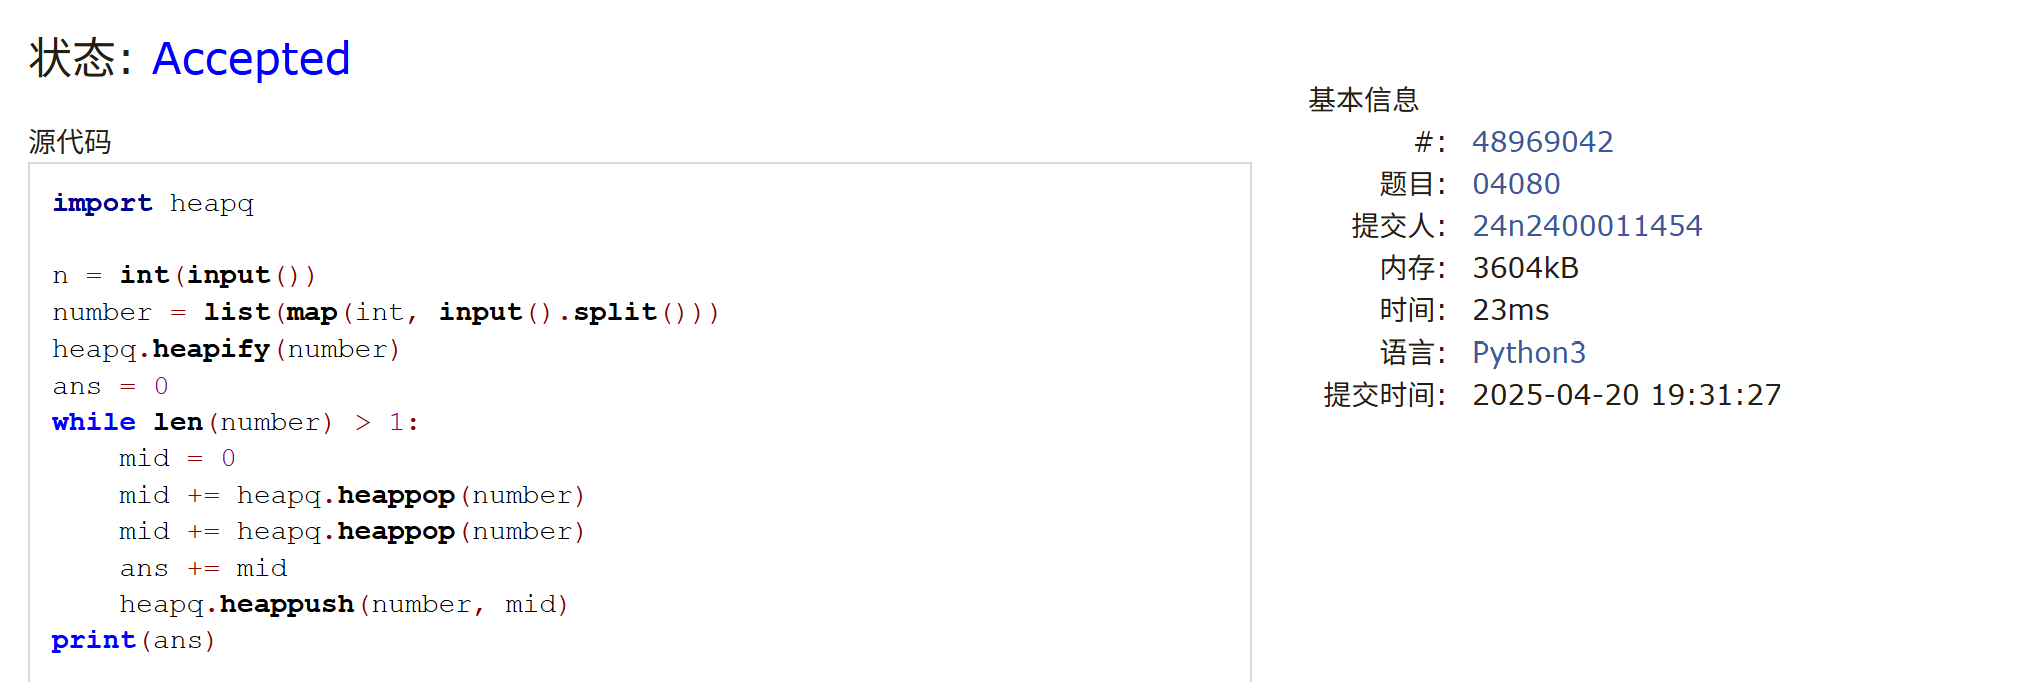 状态: Accepted
源代码
import heapq

n = int(input())
number = list(map(int, input().split()))
heapq.heapify(number)
ans = 0
while len(number) > 1:
    mid = 0
    mid += heapq.heappop(number)
    mid += heapq.heappop(number)
    ans += mid
    heapq.heappush(number, mid)
print(ans)
基本信息
#: 48969042
题目: 04080
提交人: 24n2400011454
内存: 3604kB
时间: 23ms
语言: Python3
提交时间: 2025-04-20 19:31:27